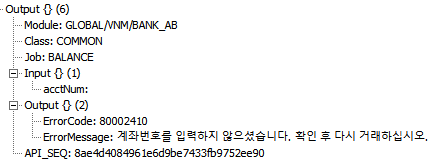 Output {} (6)
Module: GLOBAL/VNM/BANK_AB
Class: COMMON
Job: BALANCE
Input {} (1)
acctNum:
Output {} (2)
ErrorCode: 80002410
ErrorMessage: 계좌번호를 입력하지 않으셨습니다. 확인 후 다시 거래하십시오.
API_SEQ: 8ae4d4084961e6d9be7433fb9752ee90